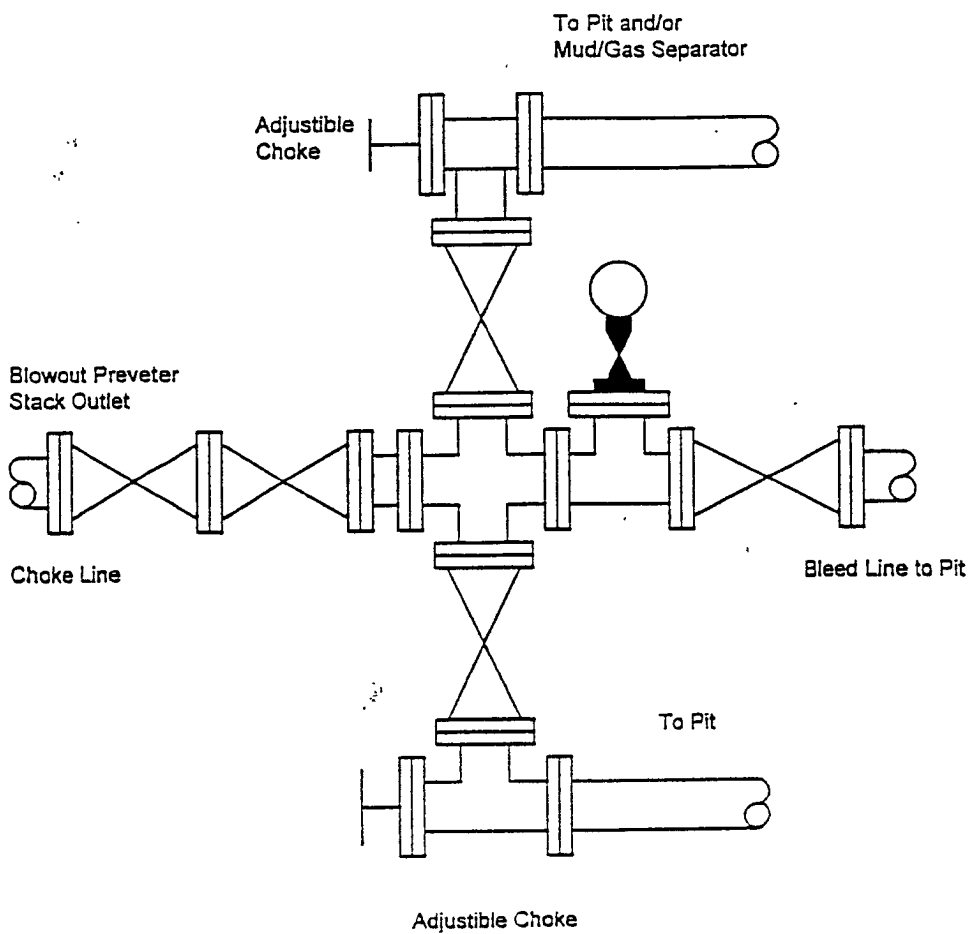 To Pit and/or
Mud/Gas Separator
Adjustible
Choke
Blowout Preveter
Stack Outlet
Choke Line
Bleed Line to Pit
To Pit
Adjustible Choke